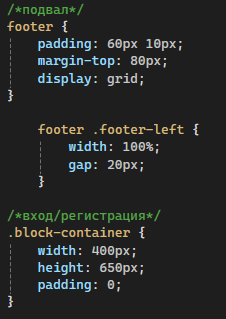 /*подвал*/
footer {
    padding: 60px 10px;
    margin-top: 80px;
    display: grid;
}
    footer .footer-left {
        width: 100%;
        gap: 20px;
    }
/*вход/регистрация*/
.block-container {
    width: 400px;
    height: 650px;
    padding: 0;
}